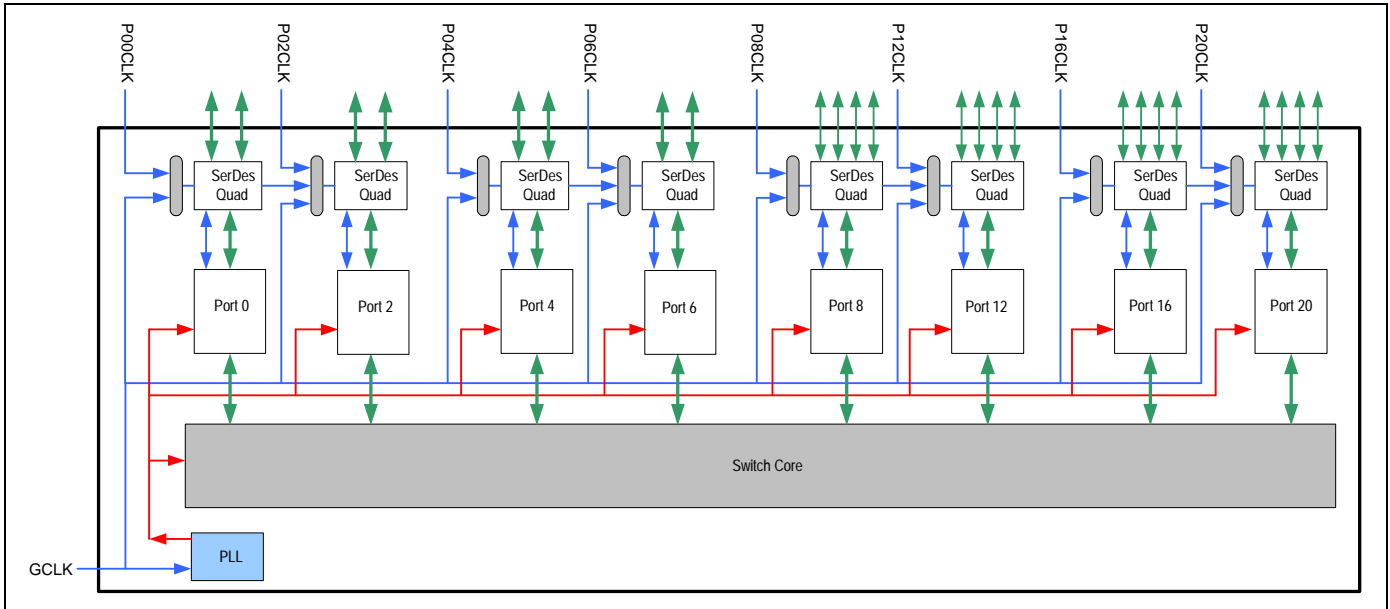 P00CLK
P02CLK
P04CLK
P06CLK
P08CLK
P12CLK
P16CLK
P20CLK
SerDes
Quad
SerDes
Quad
SerDes
Quad
SerDes
Quad
SerDes
Quad
SerDes
Quad
SerDes
Quad
SerDes
Quad
Port 0
Port 2
Port 4
Port 6
Port 8
Port 12
Port 16
Port 20
Switch Core
PLL
GCLK